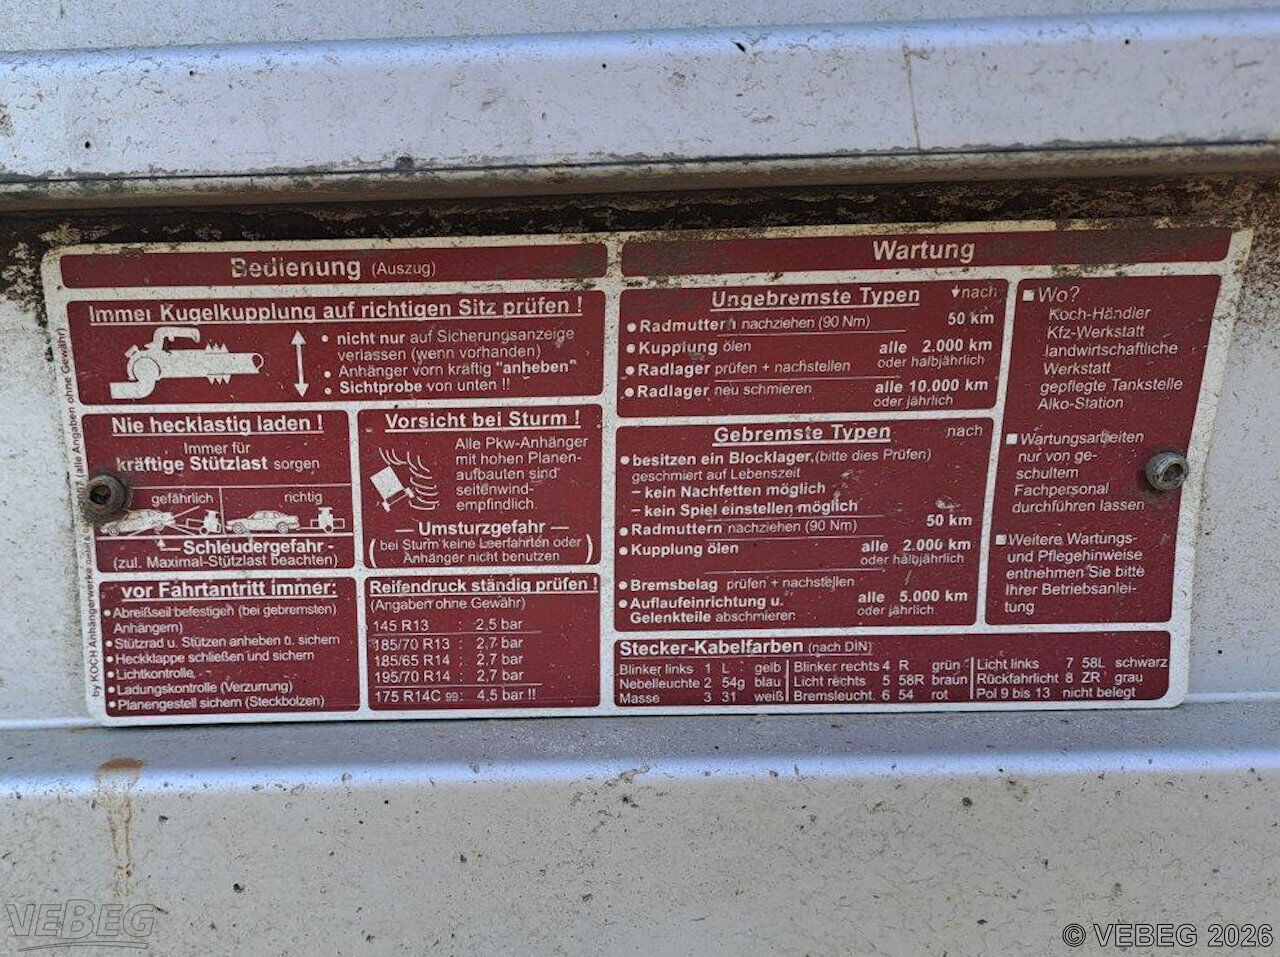 Bedienung (Auszug)
Immer Kugelkupplung auf richtigen Sitz prüfen !
• nicht nur auf Sicherungsanzeige
verlassen (wenn vorhanden)
• Anhänger vorn kräftig "anheben"
• Sichtprobe von unten !!
Nie hecklastig laden !
Immer für
kräftige Stützlast sorgen
gefährlich richtig
Schleudergefahr -
(zul. Maximal-Stützlast beachten)
Vorsicht bei Sturm !
Alle Pkw-Anhänger
mit hohen Planen-
aufbauten sind
seitenwind-
empfindlich.
— Umsturzgefahr —
(bei Sturm keine Leerfahrten oder
Anhänger nicht benutzen)
vor Fahrtantritt immer:
• Abreißseil befestigen (bei gebremsten)
Anhängern)
• Stützrad u. Stützen anheben u. sichern
• Heckklappe schließen und sichern
• Lichtkontrolle
• Ladungskontrolle (Verzurrung)
• Planengestell sichern (Steckbolzen)
Reifendruck ständig prüfen !
(Angaben ohne Gewähr)
145 R13 : 2,5 bar
185/70 R13 : 2,7 bar
185/65 R14 : 2,7 bar
195/70 R14 : 2,7 bar
175 R14C 99: 4,5 bar !!
by KOCH Anhängerwerke (alle Angaben ohne Gewähr)
Wartung
Ungebremste Typen nach
• Radmuttern nachziehen (90 Nm) 50 km
• Kupplung ölen alle 2.000 km
• Radlager prüfen + nachstellen oder halbjährlich
• Radlager neu schmieren alle 10.000 km
oder jährlich
Gebremste Typen nach
• besitzen ein Blocklager,(bitte dies Prüfen)
geschmiert auf Lebenszeit
– kein Nachfetten möglich
– kein Spiel einstellen möglich
• Radmuttern nachziehen (90 Nm) 50 km
• Kupplung ölen alle 2.000 km
oder halbjährlich
• Bremsbelag prüfen + nachstellen
• Auflaufeinrichtung u. alle 5.000 km
Gelenkteile abschmieren oder jährlich
Wo?
Koch-Händler
Kfz-Werkstatt
landwirtschaftliche
Werkstatt
gepflegte Tankstelle
Alko-Station
Wartungsarbeiten
nur von ge-
schultem
Fachpersonal
durchführen lassen
Weitere Wartungs-
und Pflegehinweise
entnehmen Sie bitte
Ihrer Betriebsanlei-
tung
Stecker-Kabelfarben (nach DIN)
Blinker links 1 L gelb
Nebelleuchte 2 54g blau
Masse 3 31 weiß
Blinker rechts 4 R grün
Licht rechts 5 58R braun
Bremsleucht. 6 54 rot
Licht links 7 58L schwarz
Rückfahrlicht 8 ZR grau
Pol 9 bis 13 nicht belegt
VEBEG
© VEBEG 2026